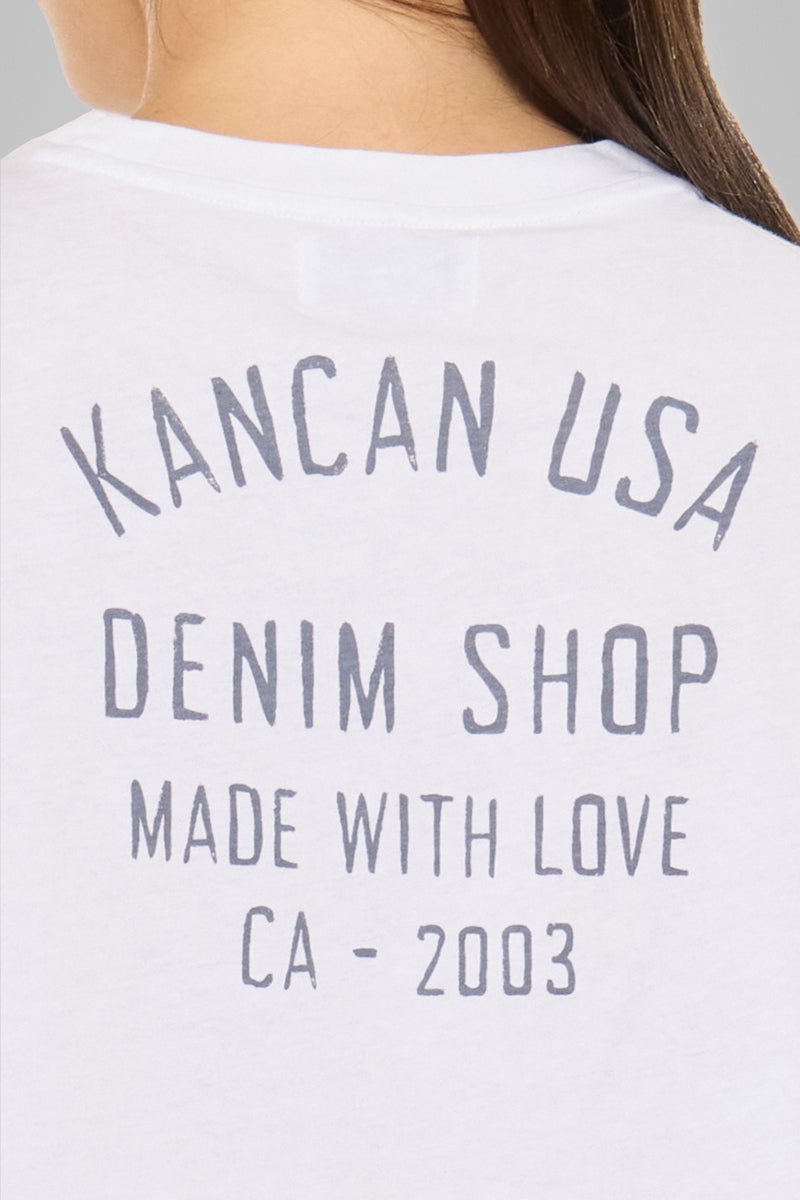 KANCAN USA
DENIM SHOP
MADE WITH LOVE
CA - 2003